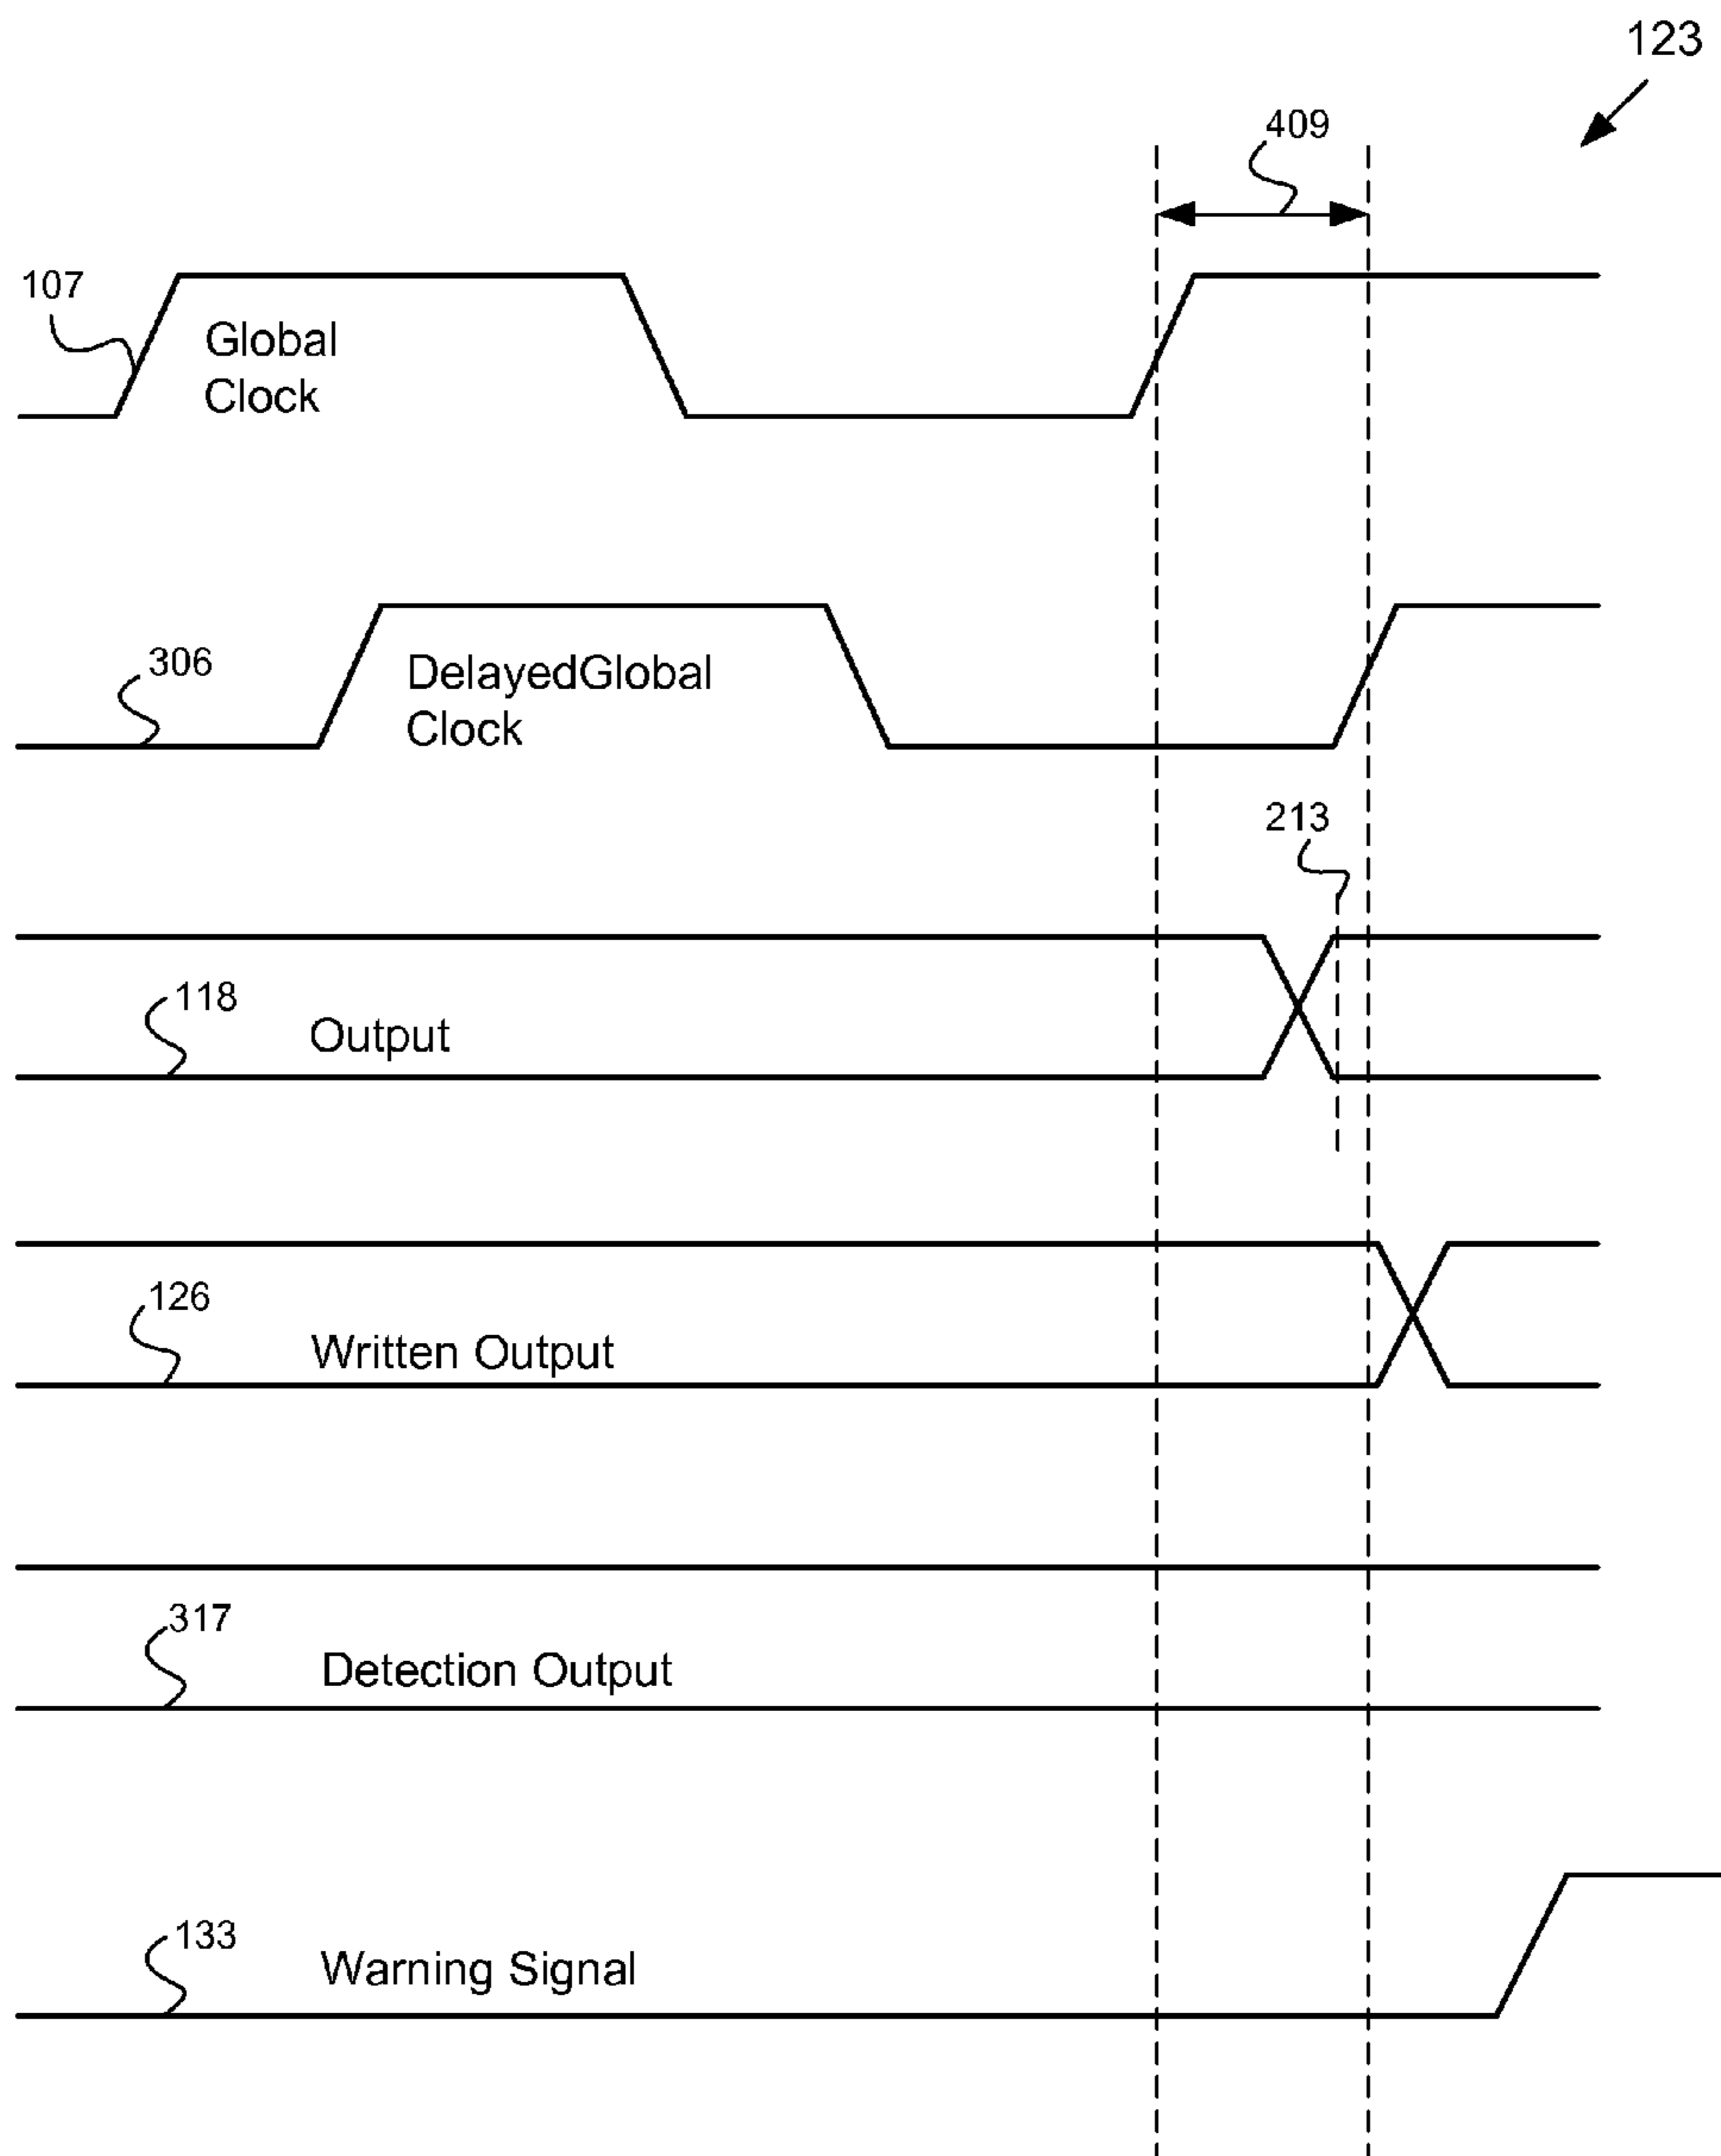 123
409
107
Global
Clock
306
DelayedGlobal
Clock
213
118
Output
126
Written Output
317
Detection Output
133
Warning Signal